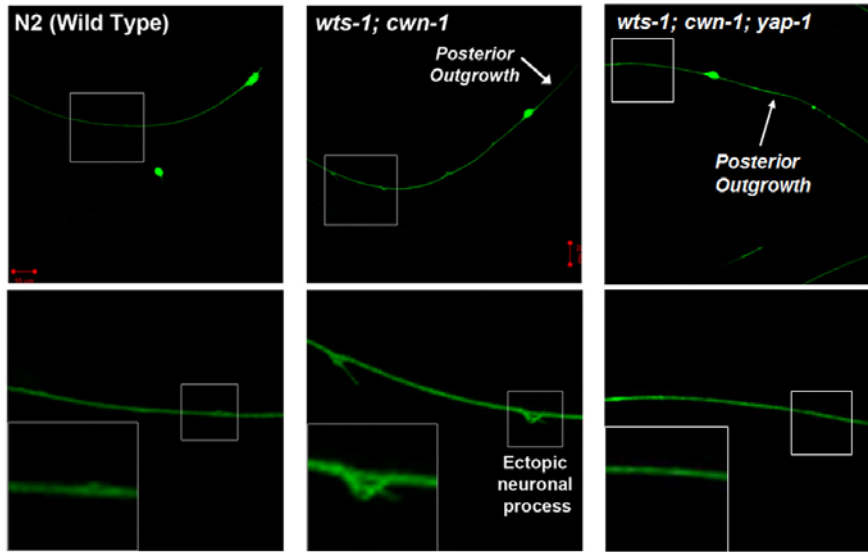 N2 (Wild Type)
wts-1; cwn-1
Posterior
Outgrowth
wts-1; cwn-1; yap-1
Posterior
Outgrowth
Ectopic
neuronal
process